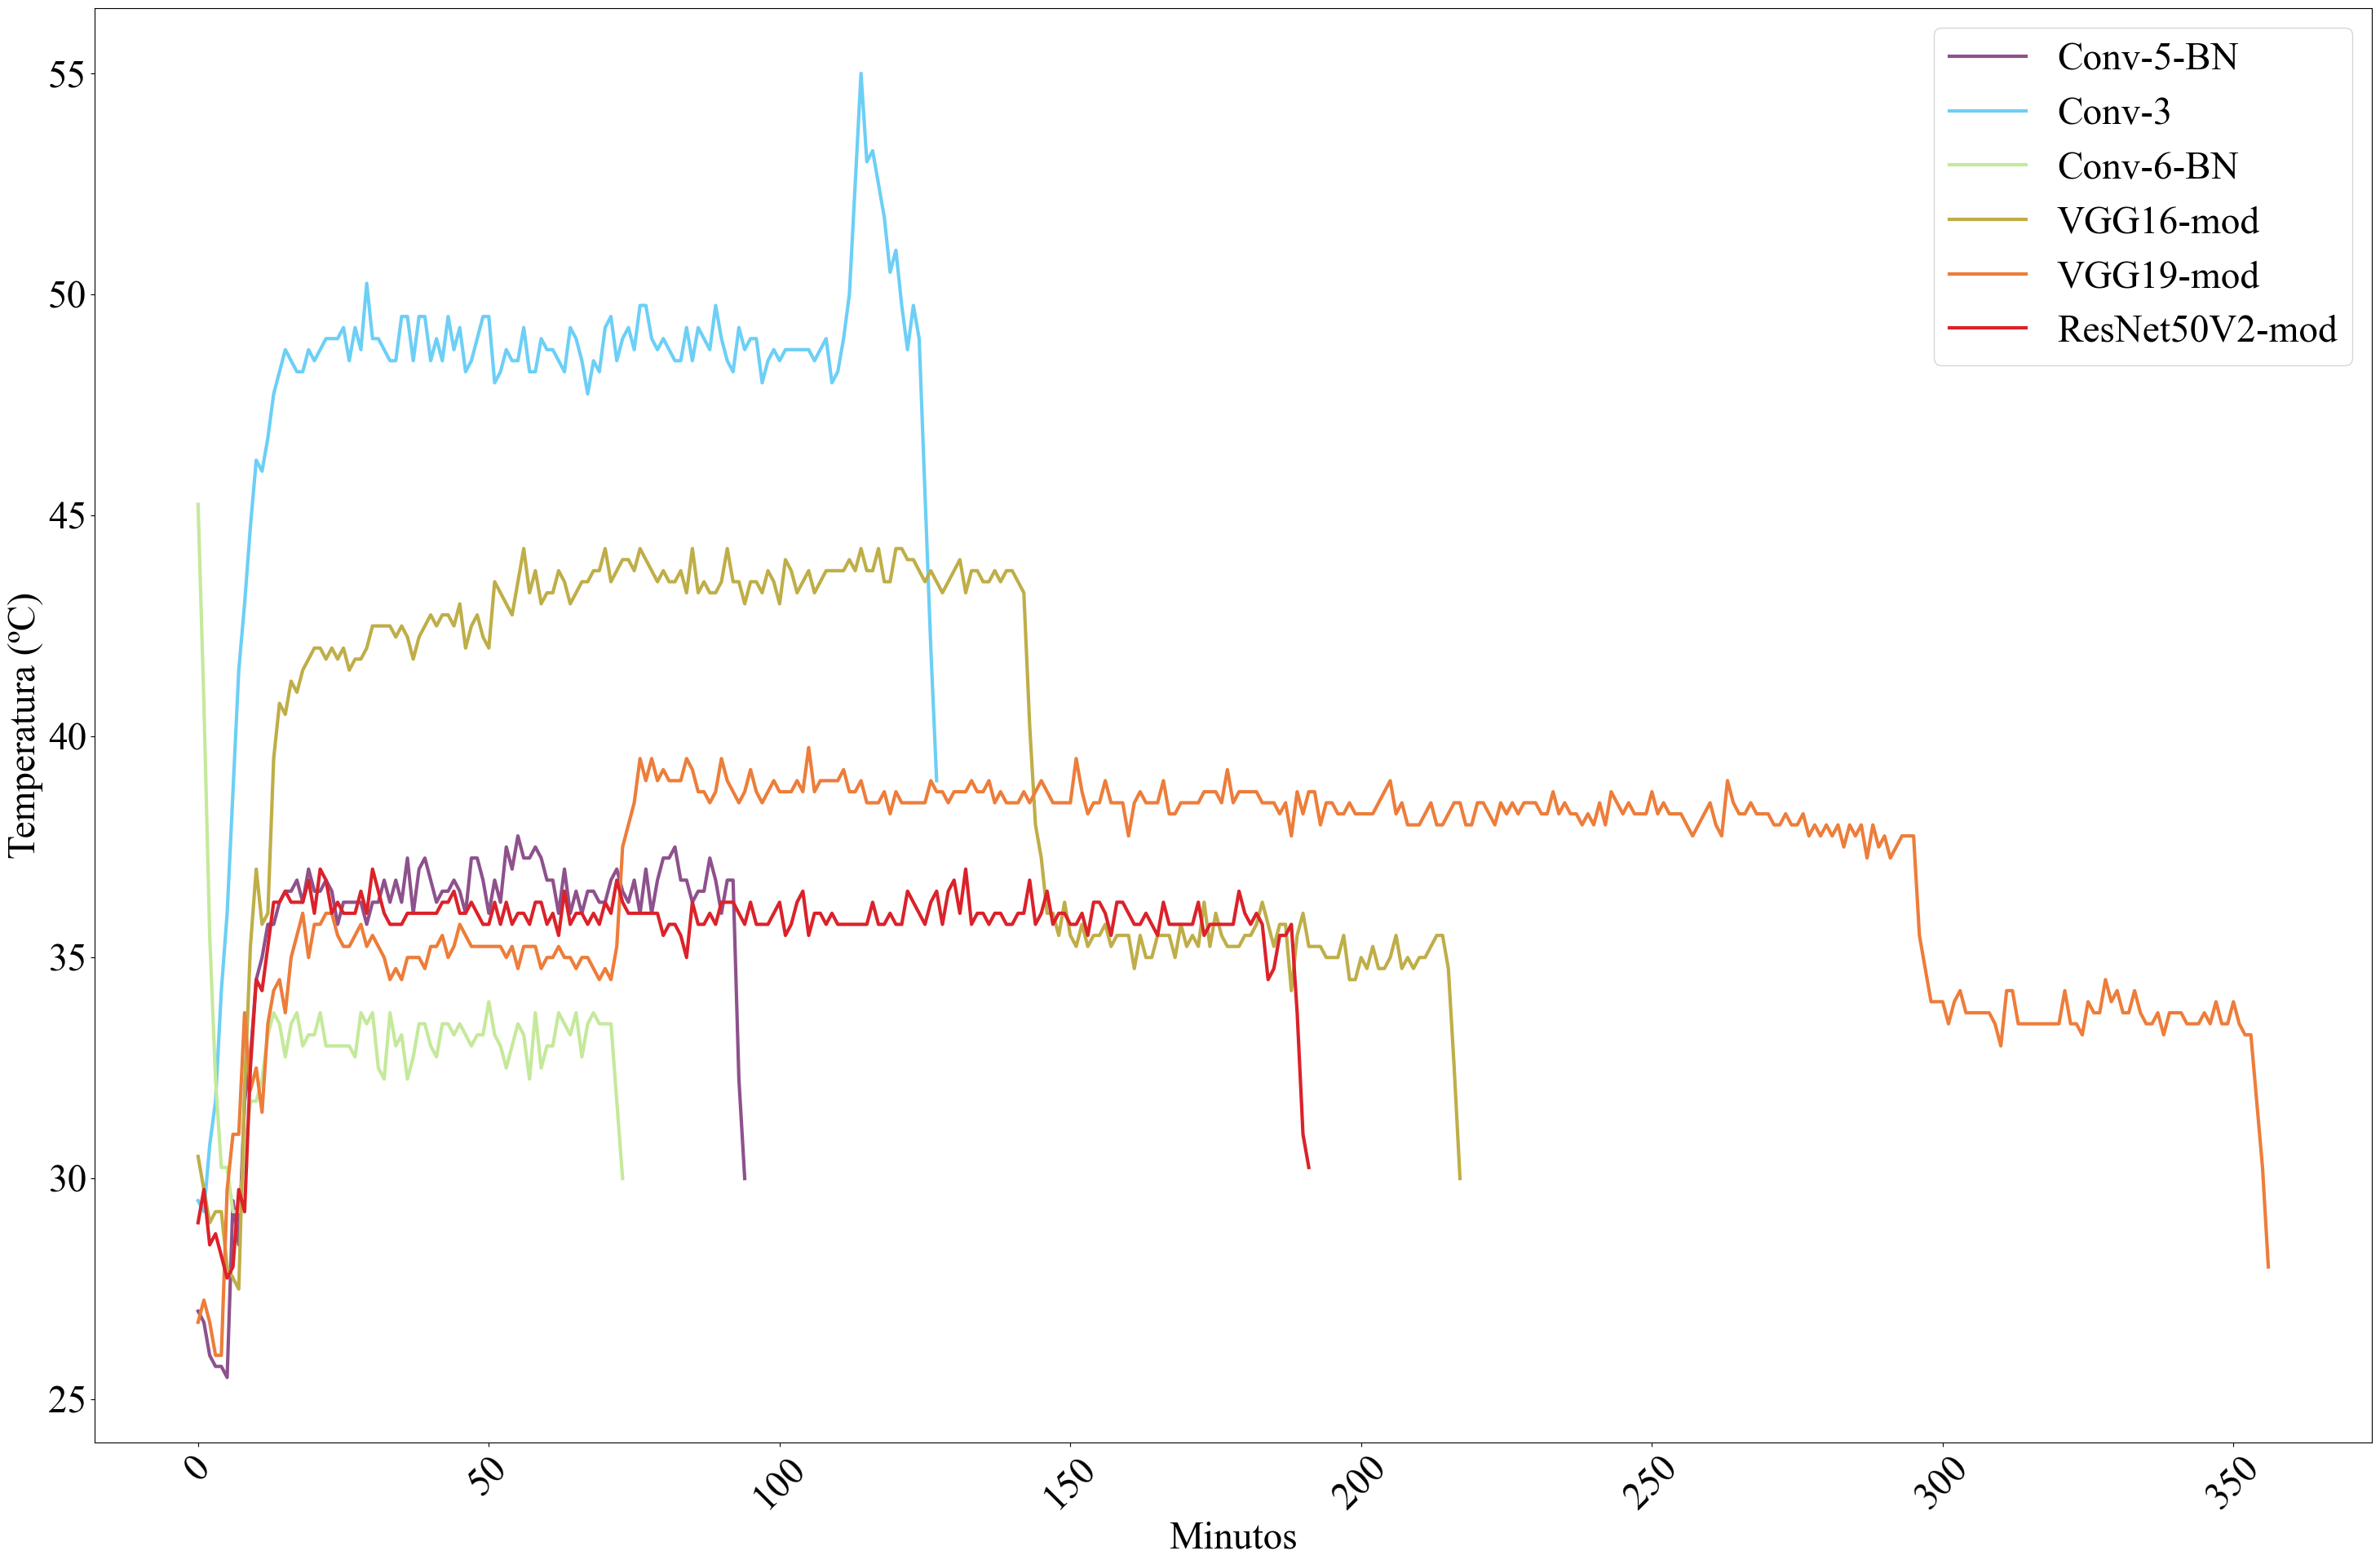 Conv-5-BN
Conv-3
Conv-6-BN
VGG16-mod
VGG19-mod
ResNet50V2-mod
55
50
45
40
35
30
25
Temperatura (ºC)
0 50 100 150 200 250 300 350
Minutos